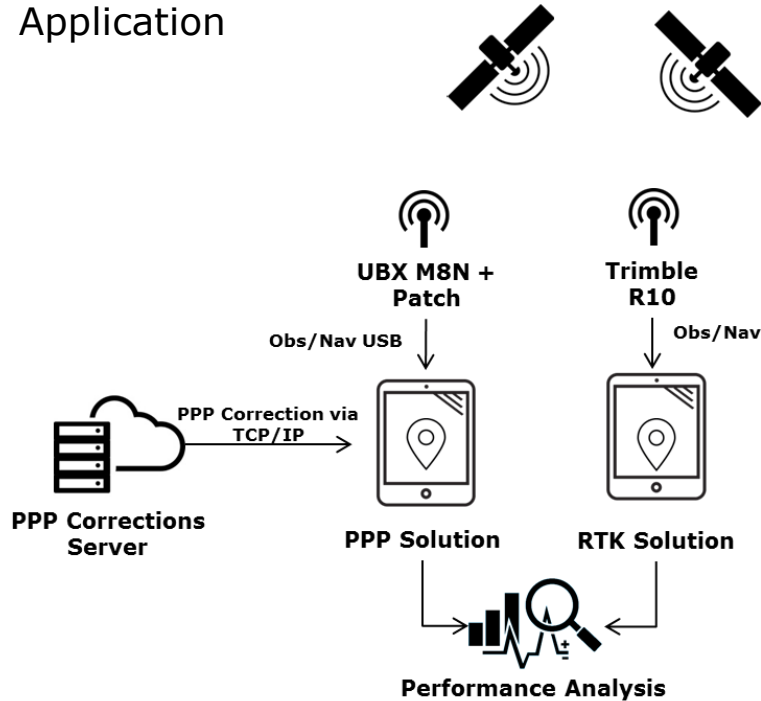 Application
UBX M8N +
Patch
Trimble
R10
Obs/Nav USB
Obs/Nav
PPP Correction via
TCP/IP
PPP Corrections
Server
PPP Solution
RTK Solution
+
Performance Analysis